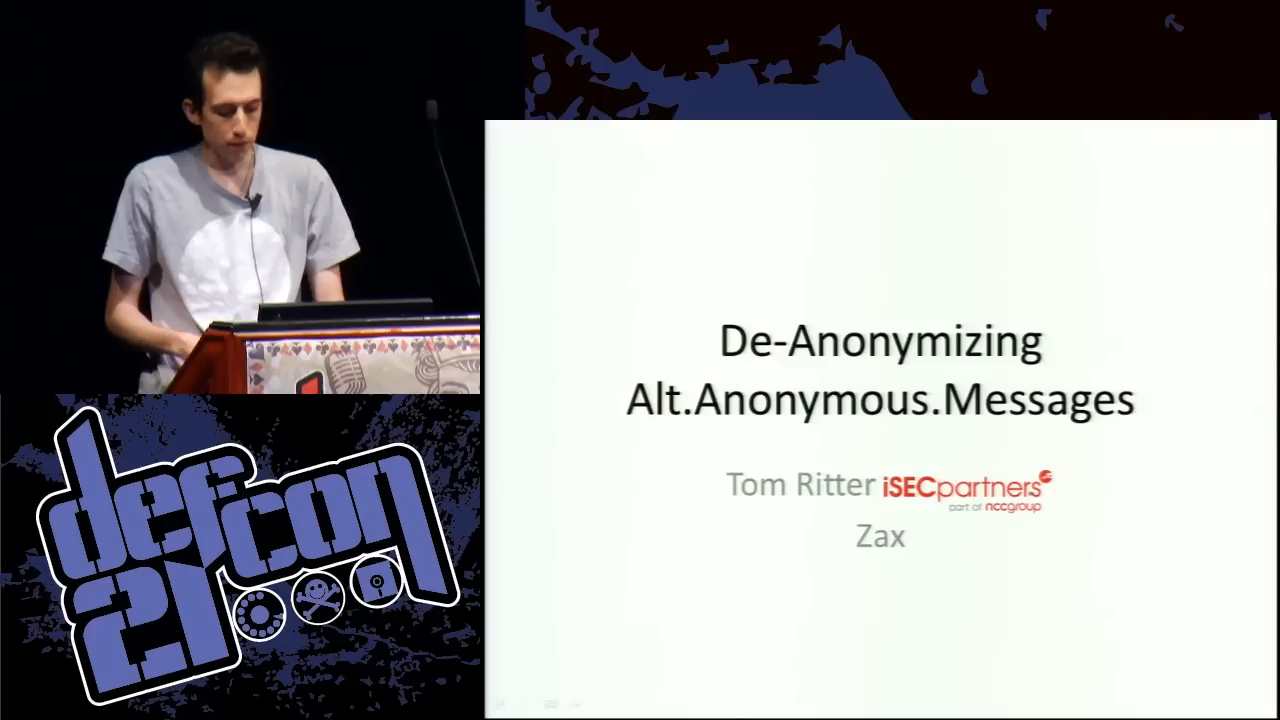 De-Anonymizing
Alt.Anonymous.Messages
Tom Ritter iSECpartners
part of nccgroup
Zax
defcon
21